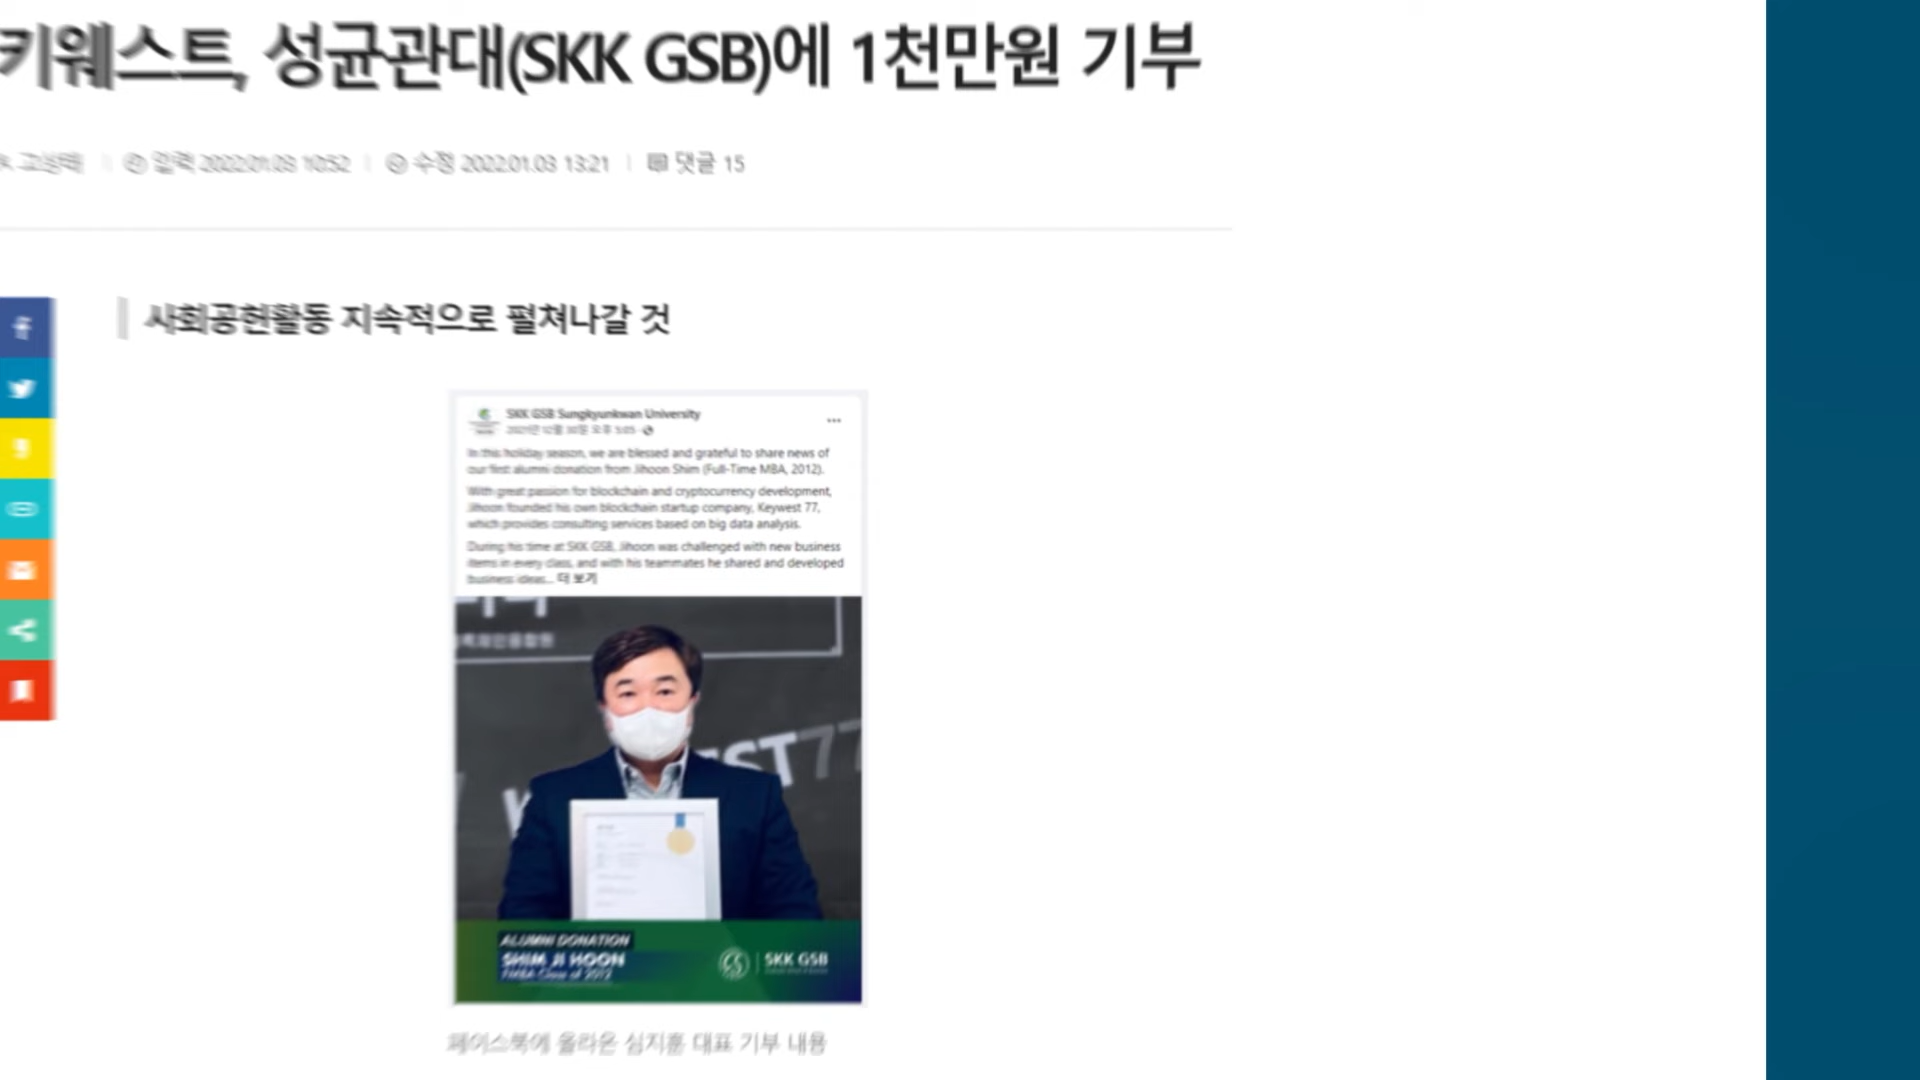 키웨스트, 성균관대(SKK GSB)에 1천만원 기부
고상태 입력 2022.01.03 10:52 수정 2022.01.03 13:21 댓글 15
사회공헌활동 지속적으로 펼쳐나갈 것
SKK GSB Sungkyunkwan University
2021년 12월 30일 오후 5:05
In this holiday season, we are blessed and grateful to share news of
our first alumni donation from Jihoon Shim (Full-Time MBA, 2012).
With great passion for blockchain and cryptocurrency development,
Jihoon founded his own blockchain startup company, Keywest 77,
which provides consulting services based on big data analysis.
During his time at SKK GSB, Jihoon was challenged with new business
items in every class, and with his teammates he shared and developed
business ideas... 더 보기
EST77
K
ALUMNI DONATION
SHIM JI HOON
FMBA Class of 2012
SKK GSB
페이스북에 올라온 심지훈 대표 기부 내용